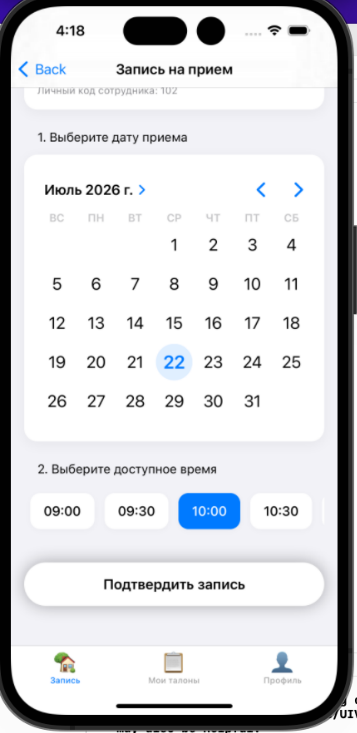 4:18
Back
Запись на прием
Личный код сотрудника: 102
1. Выберите дату приема
Июль 2026 г.
ВС ПН ВТ СР ЧТ ПТ СБ
1 2 3 4
5 6 7 8 9 10 11
12 13 14 15 16 17 18
19 20 21 22 23 24 25
26 27 28 29 30 31
2. Выберите доступное время
09:00 09:30 10:00 10:30
Подтвердить запись
Запись Мои талоны Профиль